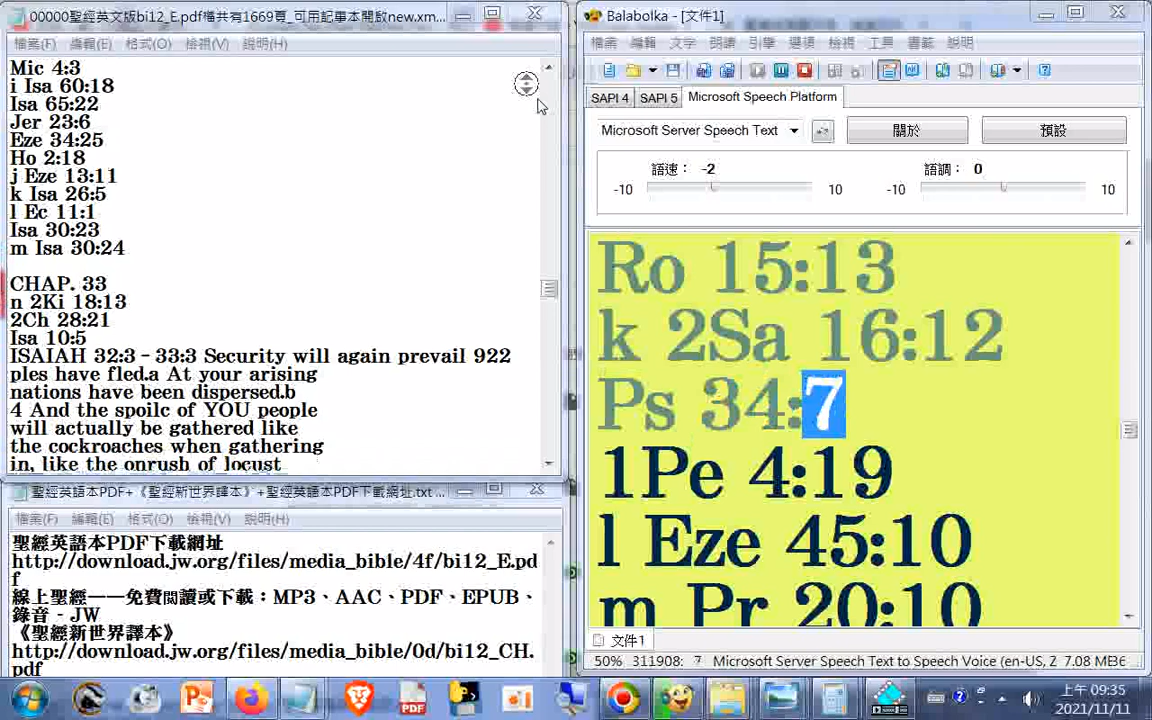 00000聖經英文版bi12_E.pdf檔共有1669頁_可用記事本開啟new.xm...
檔案(F) 編輯(E) 格式(O) 檢視(V) 說明(H)
Mic 4:3
i Isa 60:18
Isa 65:22
Jer 23:6
Eze 34:25
Ho 2:18
j Eze 13:11
k Isa 26:5
l Ec 11:1
Isa 30:23
m Isa 30:24
CHAP. 33
n 2Ki 18:13
2Ch 28:21
Isa 10:5
ISAIAH 32:3–33:3 Security will again prevail 922
ples have fled.a At your arising
nations have been dispersed.b
4 And the spoilc of YOU people
will actually be gathered like
the cockroaches when gathering
in, like the onrush of locust
聖經英語本PDF+《聖經新世界譯本》+聖經英語本PDF下載網址.txt ...
檔案(F) 編輯(E) 格式(O) 檢視(V) 說明(H)
聖經英語本PDF下載網址
http://download.jw.org/files/media_bible/4f/bi12_E.pd
f
線上聖經——免費閱讀或下載：MP3、AAC、PDF、EPUB、
錄音 - JW
《聖經新世界譯本》
http://download.jw.org/files/media_bible/0d/bi12_CH.
pdf
Balabolka - [文件1]
檔案 編輯 文字 朗讀 引擎 選項 檢視 工具 書籤 說明
SAPI 4 SAPI 5 Microsoft Speech Platform
Microsoft Server Speech Text 關於 預設
語速： -2 語調： 0
-10 10 -10 10
Ro 15:13
k 2Sa 16:12
Ps 34:7
1Pe 4:19
l Eze 45:10
m Pr 20:10
文件1
50% 311908: 7 Microsoft Server Speech Text to Speech Voice (en-US, Z 7.08 MB
上午 09:35
2021/11/11